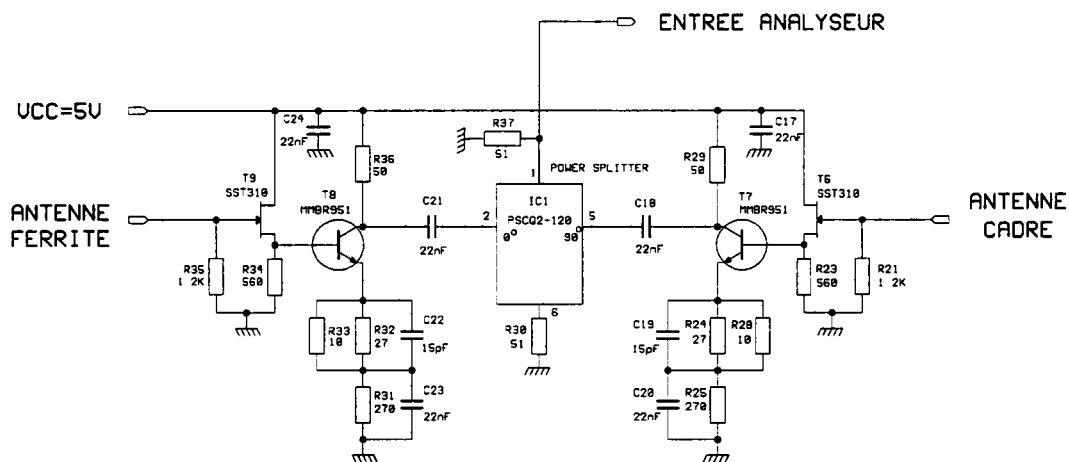 ENTREE ANALYSEUR
VCC=5V
C24
22nF
R37
51
C17
22nF
R36
50
R29
50
POWER SPLITTER
1
T9
SST310
T8
MMBR951
C21
22nF
2
IC1
PSCQ2-120
0°
90
5
C18
22nF
T7
MMBR951
T6
SST310
ANTENNE
FERRITE
ANTENNE
CADRE
R35
1 2K
R34
560
R23
560
R21
1 2K
6
R33
10
R32
27
C22
15pF
R30
51
C19
15pF
R24
27
R28
10
R31
270
C23
22nF
C20
22nF
R25
270